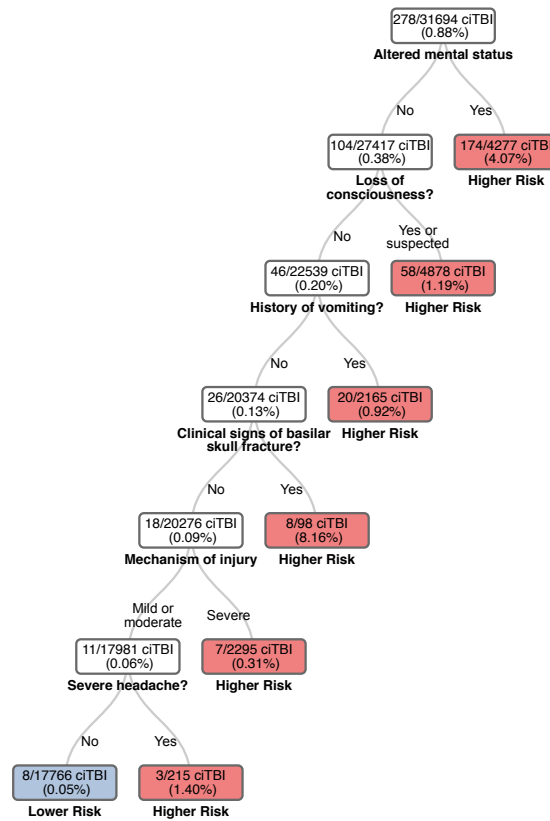 278/31694 ciTBI
(0.88%)
Altered mental status
No
Yes
104/27417 ciTBI
(0.38%)
Loss of
consciousness?
174/4277 ciTBI
(4.07%)
Higher Risk
No
Yes or
suspected
46/22539 ciTBI
(0.20%)
History of vomiting?
58/4878 ciTBI
(1.19%)
Higher Risk
No
Yes
26/20374 ciTBI
(0.13%)
Clinical signs of basilar
skull fracture?
20/2165 ciTBI
(0.92%)
Higher Risk
No
Yes
18/20276 ciTBI
(0.09%)
Mechanism of injury
8/98 ciTBI
(8.16%)
Higher Risk
Mild or
moderate
Severe
11/17981 ciTBI
(0.06%)
Severe headache?
7/2295 ciTBI
(0.31%)
Higher Risk
No
Yes
8/17766 ciTBI
(0.05%)
Lower Risk
3/215 ciTBI
(1.40%)
Higher Risk